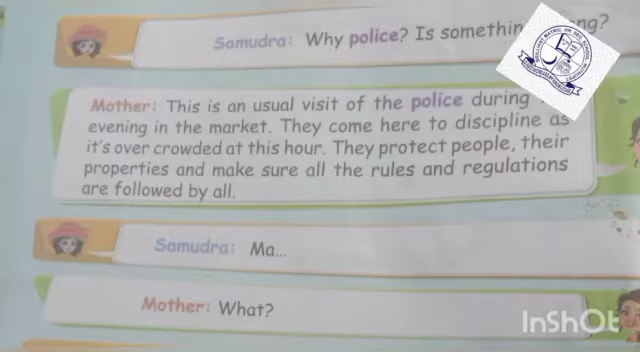 Samudra: Why police? Is something
Mother: This is an usual visit of the police during
evening in the market. They come here to discipline as
it's over crowded at this hour. They protect people, their
properties and make sure all the rules and regulations
are followed by all.
Samudra: Ma...
Mother: What?
InShOt